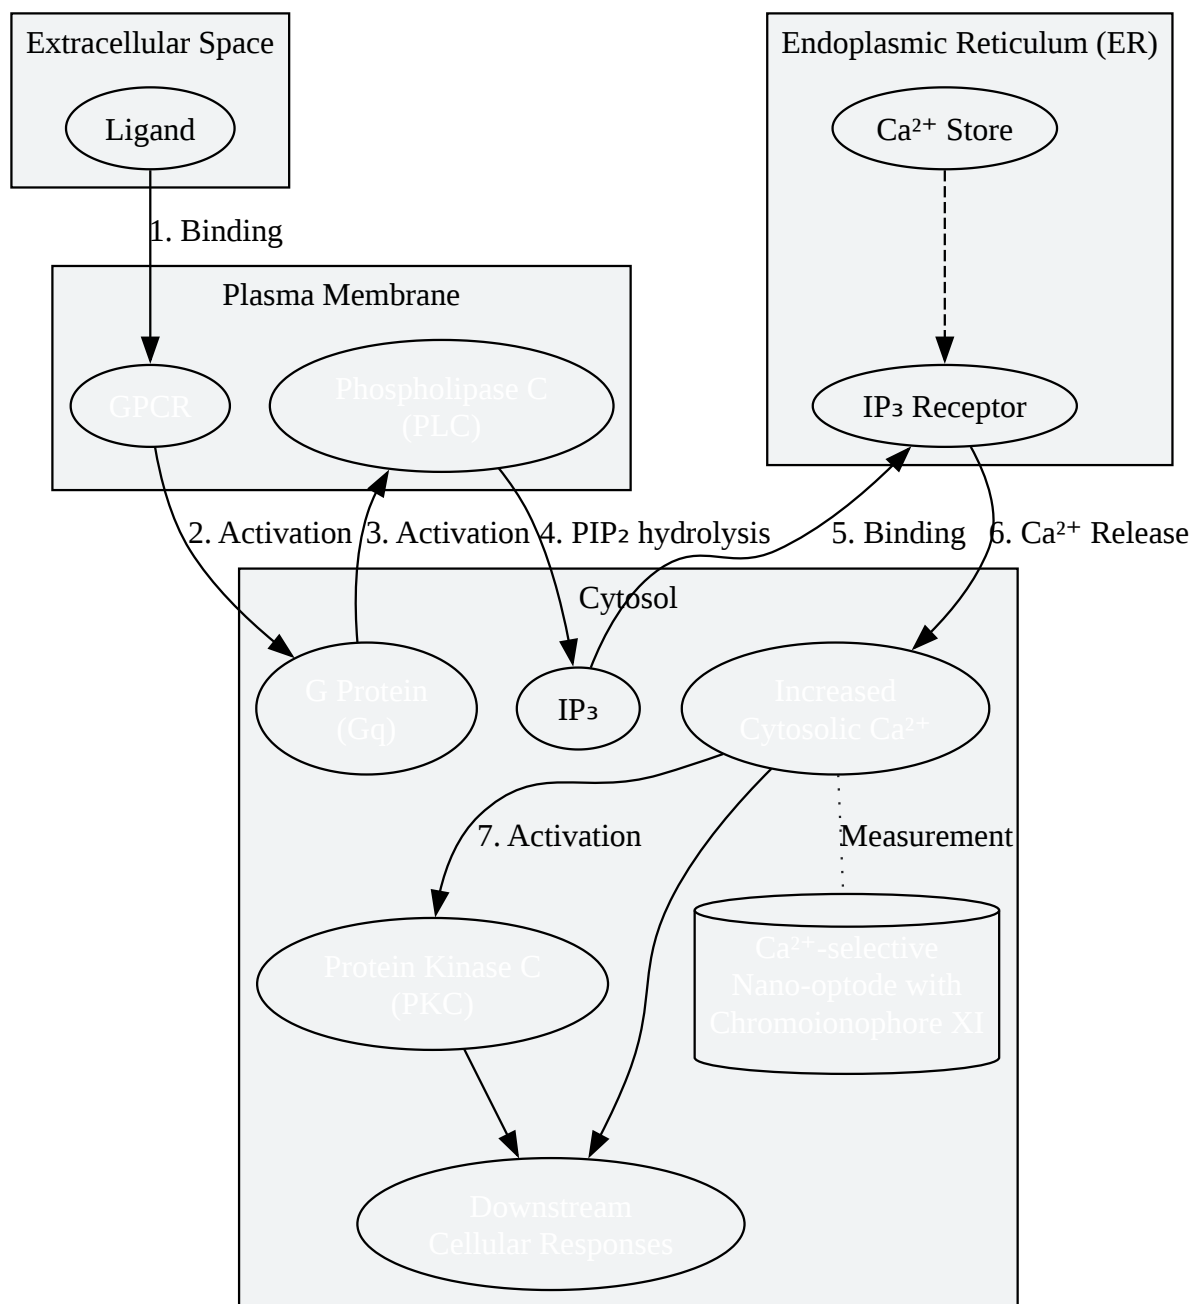 Extracellular Space
Endoplasmic Reticulum (ER)
Ligand
Ca²⁺ Store
1. Binding
Plasma Membrane
GPCR
Phospholipase C
(PLC)
IP₃ Receptor
2. Activation
3. Activation
4. PIP₂ hydrolysis
5. Binding
6. Ca²⁺ Release
Cytosol
G Protein
(Gq)
IP₃
Increased
Cytosolic Ca²⁺
7. Activation
Measurement
Protein Kinase C
(PKC)
Ca²⁺-selective
Nano-optode with
Chromoionophore XI
Downstream
Cellular Responses